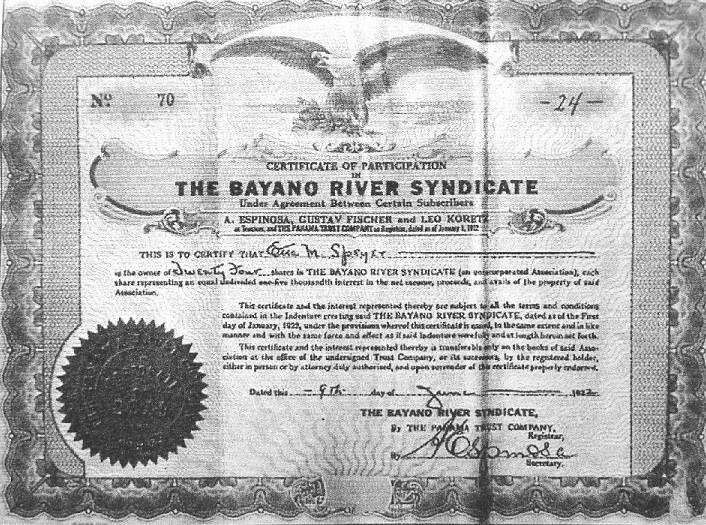 Nº 70
- 24 -
CERTIFICATE OF PARTICIPATION
IN
THE BAYANO RIVER SYNDICATE
Under Agreement Between Certain Subscribers
A. ESPINOSA, GUSTAV FISCHER and LEO KORETZ
as Trustees, and THE PANAMA TRUST COMPANY as Registrar, dated as of January 1, 1922
THIS IS TO CERTIFY THAT M. Speyer
is the owner of Twenty Four shares in THE BAYANO RIVER SYNDICATE (an unincorporated Association), each
share representing an equal undivided one-five thousandth interest in the net income, proceeds, and avails of the property of said
Association.
This certificate and the interest represented thereby are subject to all the terms and conditions
contained in the Indenture creating said THE BAYANO RIVER SYNDICATE, dated as of the First
day of January, 1922, under the provisions whereof this certificate is issued, to the same extent and in like
manner and with the same force and effect as if said Indenture were fully and at length herein set forth.
This certificate and the interest represented thereby is transferable only on the books of said Asso-
ciation at the office of the undersigned Trust Company, or its successors, by the registered holder,
either in person or by attorney duly authorized, and upon surrender of the certificate properly endorsed.
Dated this - 9th day of June 1922
THE BAYANO RIVER SYNDICATE,
By THE PANAMA TRUST COMPANY,
Registrar,
By Espinosa
Secretary.